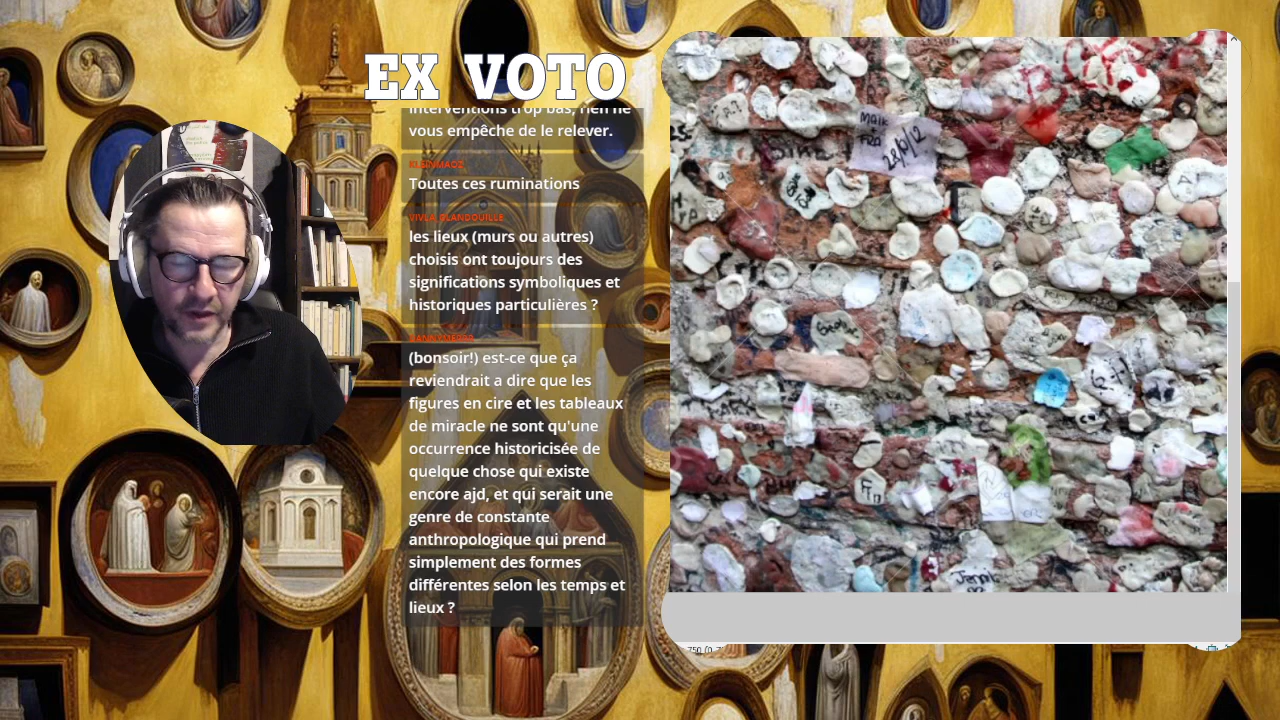 EX VOTO
interventions trop bas, rien ne
vous empêche de le relever.
KLEINMAOZ
Toutes ces ruminations
VIVLA_GLANDOUILLE
les lieux (murs ou autres)
choisis ont toujours des
significations symboliques et
historiques particulières ?
(bonsoir!) est-ce que ça
reviendrait a dire que les
figures en cire et les tableaux
de miracle ne sont qu'une
occurrence historicisée de
quelque chose qui existe
encore ajd, et qui serait une
genre de constante
anthropologique qui prend
simplement des formes
différentes selon les temps et
lieux ?
MAIK
28/6/12